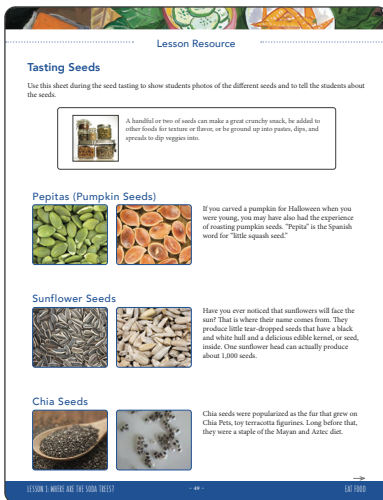 Lesson Resource
Tasting Seeds
Use this sheet during the seed tasting to show students photos of the different seeds and to tell the students about
the seeds.
A handful or two of seeds can make a great crunchy snack, be added to
other foods for texture or flavor, or be ground up into pastes, dips, and
spreads to dip veggies into.
Pepitas (Pumpkin Seeds)
If you carved a pumpkin for Halloween when you
were young, you may have also had the experience
of roasting pumpkin seeds. "Pepita" is the Spanish
word for "little squash seed."
Sunflower Seeds
Have you ever noticed that sunflowers will face the
sun? That is where their name comes from. They
produce little tear-dropped seeds that have a black
and white hull and a delicious edible kernel, or seed,
inside. One sunflower head can actually produce
about 1,000 seeds.
Chia Seeds
Chia seeds were popularized as the fur that grew on
Chia Pets, toy terracotta figurines. Long before that,
they were a staple of the Mayan and Aztec diet.
LESSON 1: WHERE ARE THE SODA TREES?
– 49 –
EAT FOOD